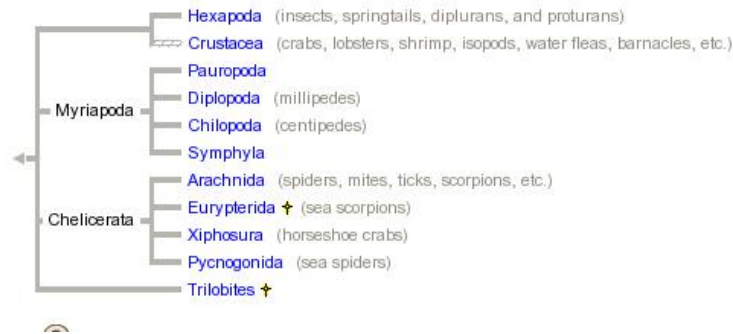 Hexapoda (insects, springtails, diplurans, and proturans)
Crustacea (crabs, lobsters, shrimp, isopods, water fleas, barnacles, etc.)
Pauropoda
Myriapoda
Diplopoda (millipedes)
Chilopoda (centipedes)
Symphyla
Arachnida (spiders, mites, ticks, scorpions, etc.)
Chelicerata
Eurypterida † (sea scorpions)
Xiphosura (horseshoe crabs)
Pycnogonida (sea spiders)
Trilobites †